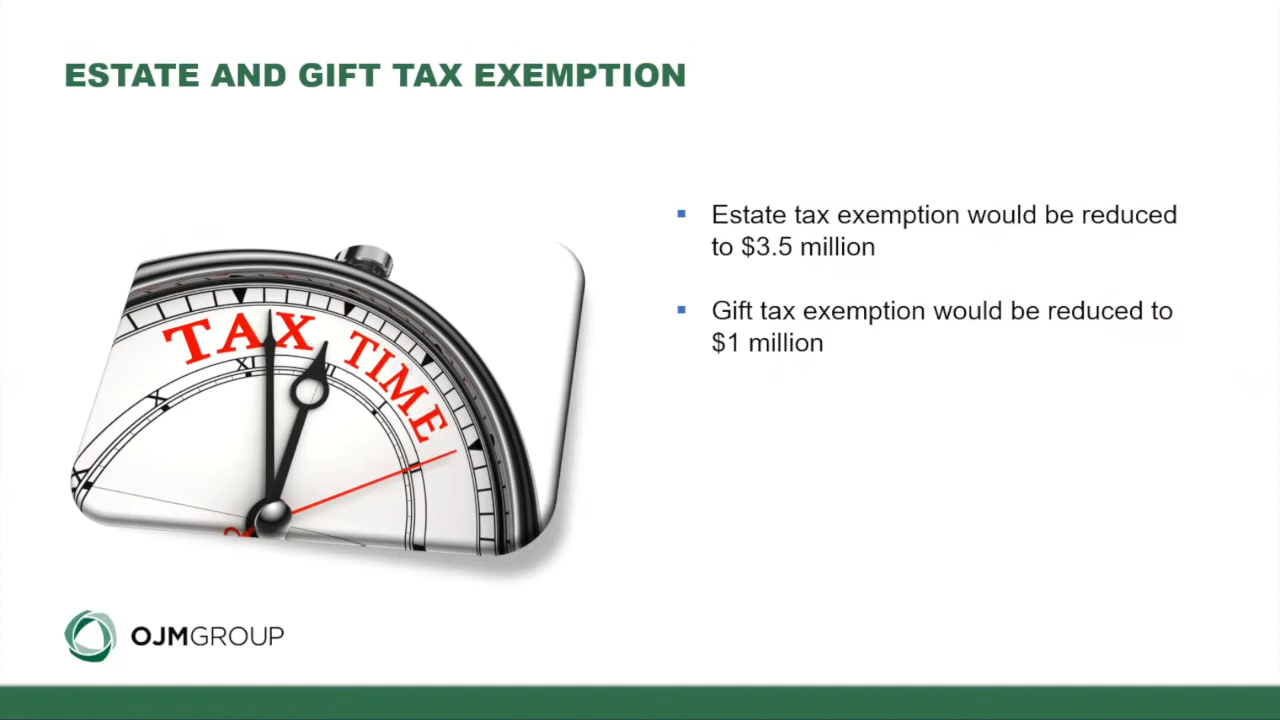 ESTATE AND GIFT TAX EXEMPTION
Estate tax exemption would be reduced
to $3.5 million
Gift tax exemption would be reduced to
$1 million
TAX TIME
XI
X
I
OJMGROUP